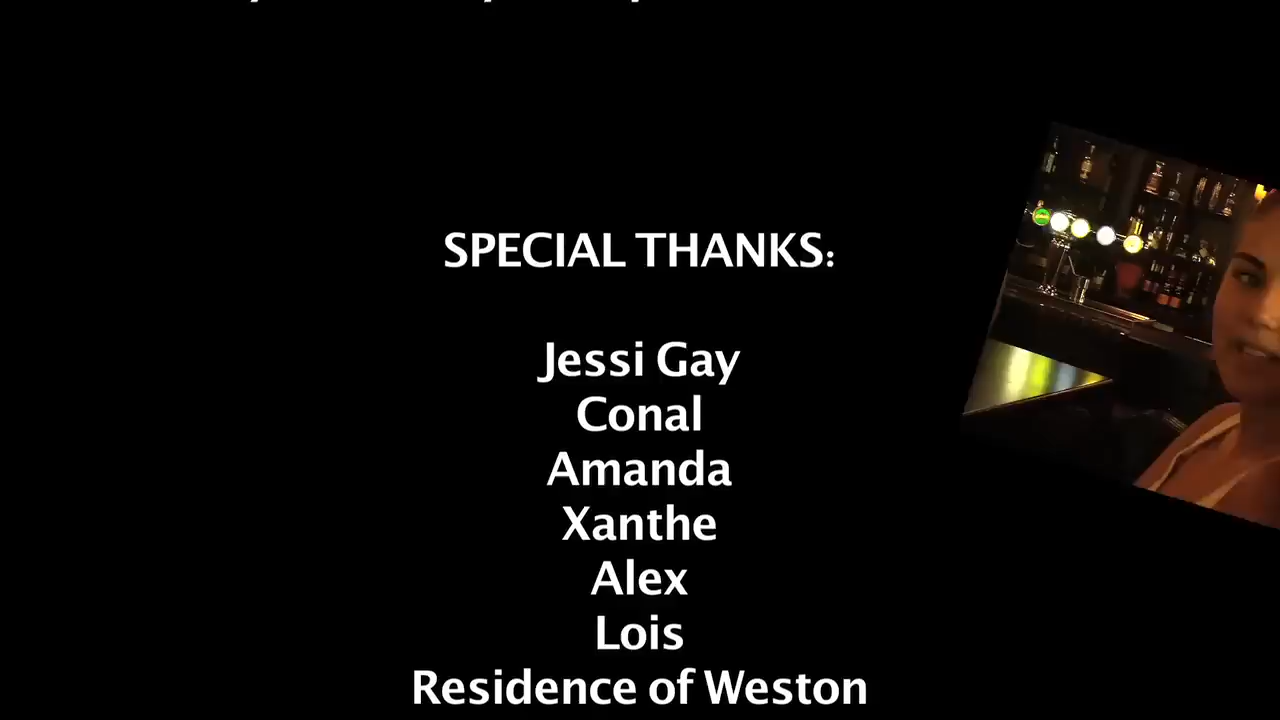 SPECIAL THANKS:
Jessi Gay
Conal
Amanda
Xanthe
Alex
Lois
Residence of Weston